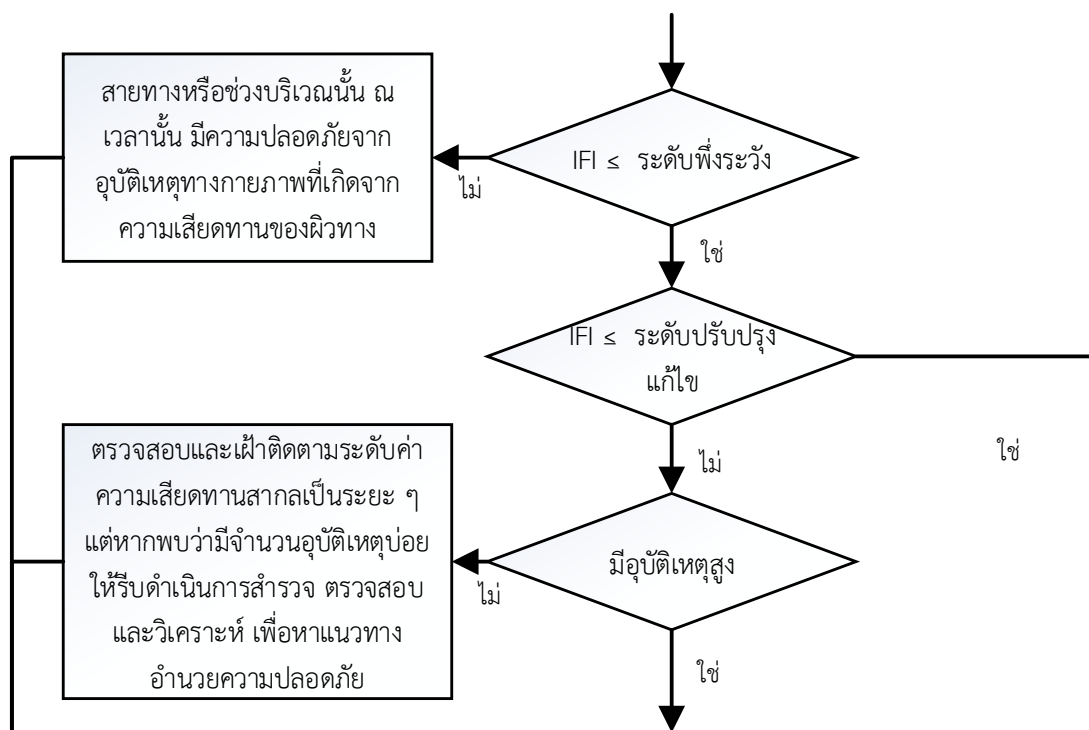 สายทางหรือช่วงบริเวณนั้น ณ
เวลานั้น มีความปลอดภัยจาก
อุบัติเหตุทางกายภาพที่เกิดจาก
ความเสียดทานของผิวทาง
ไม่
IFI ≤ ระดับพึ่งระวัง
ใช่
IFI ≤ ระดับปรับปรุง
แก้ไข
ใช่
ไม่
ตรวจสอบและเฝ้าติดตามระดับค่า
ความเสียดทานสากลเป็นระยะ ๆ
แต่หากพบว่ามีจำนวนอุบัติเหตุบ่อย
ให้รีบดำเนินการสำรวจ ตรวจสอบ
และวิเคราะห์ เพื่อหาแนวทาง
อำนวยความปลอดภัย
ไม่
มีอุบัติเหตุสูง
ใช่